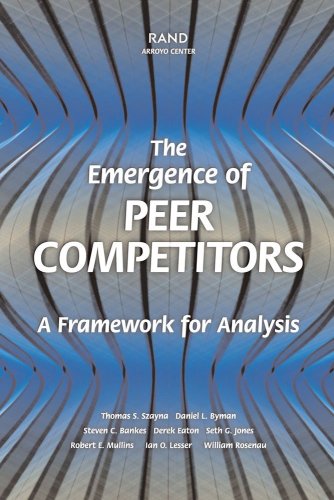 RAND
ARROYO CENTER
The
Emergence of
PEER
COMPETITORS
A Framework for Analysis
Thomas S. Szayna Daniel L. Byman
Steven C. Bankes Derek Eaton Seth G. Jones
Robert E. Mullins Ian O. Lesser William Rosenau